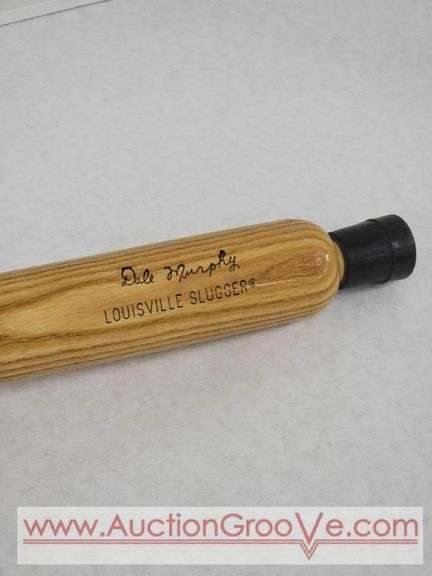 Dale Murphy
LOUISVILLE SLUGGER®
www.AuctionGrooVe.com